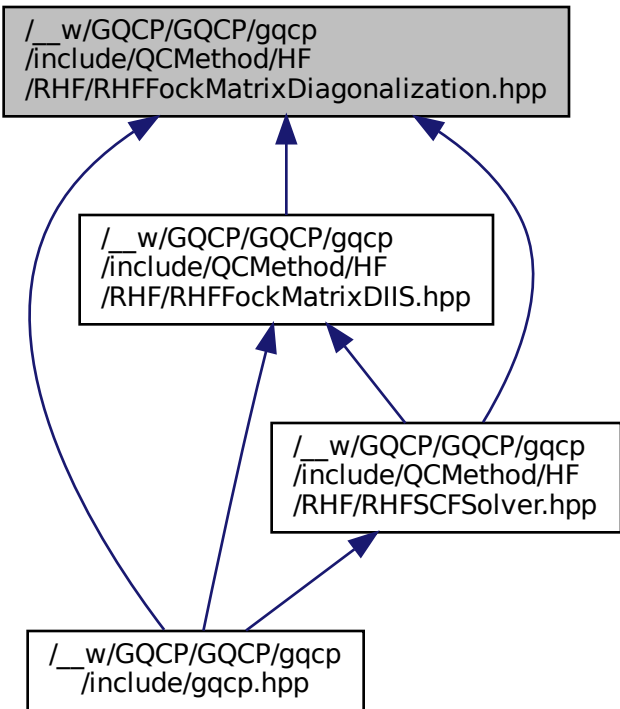 /__w/GQCP/GQCP/gqcp
/include/QCMethod/HF
/RHF/RHFFockMatrixDiagonalization.hpp
/__w/GQCP/GQCP/gqcp
/include/QCMethod/HF
/RHF/RHFFockMatrixDIIS.hpp
/__w/GQCP/GQCP/gqcp
/include/QCMethod/HF
/RHF/RHFSCFSolver.hpp
/__w/GQCP/GQCP/gqcp
/include/gqcp.hpp